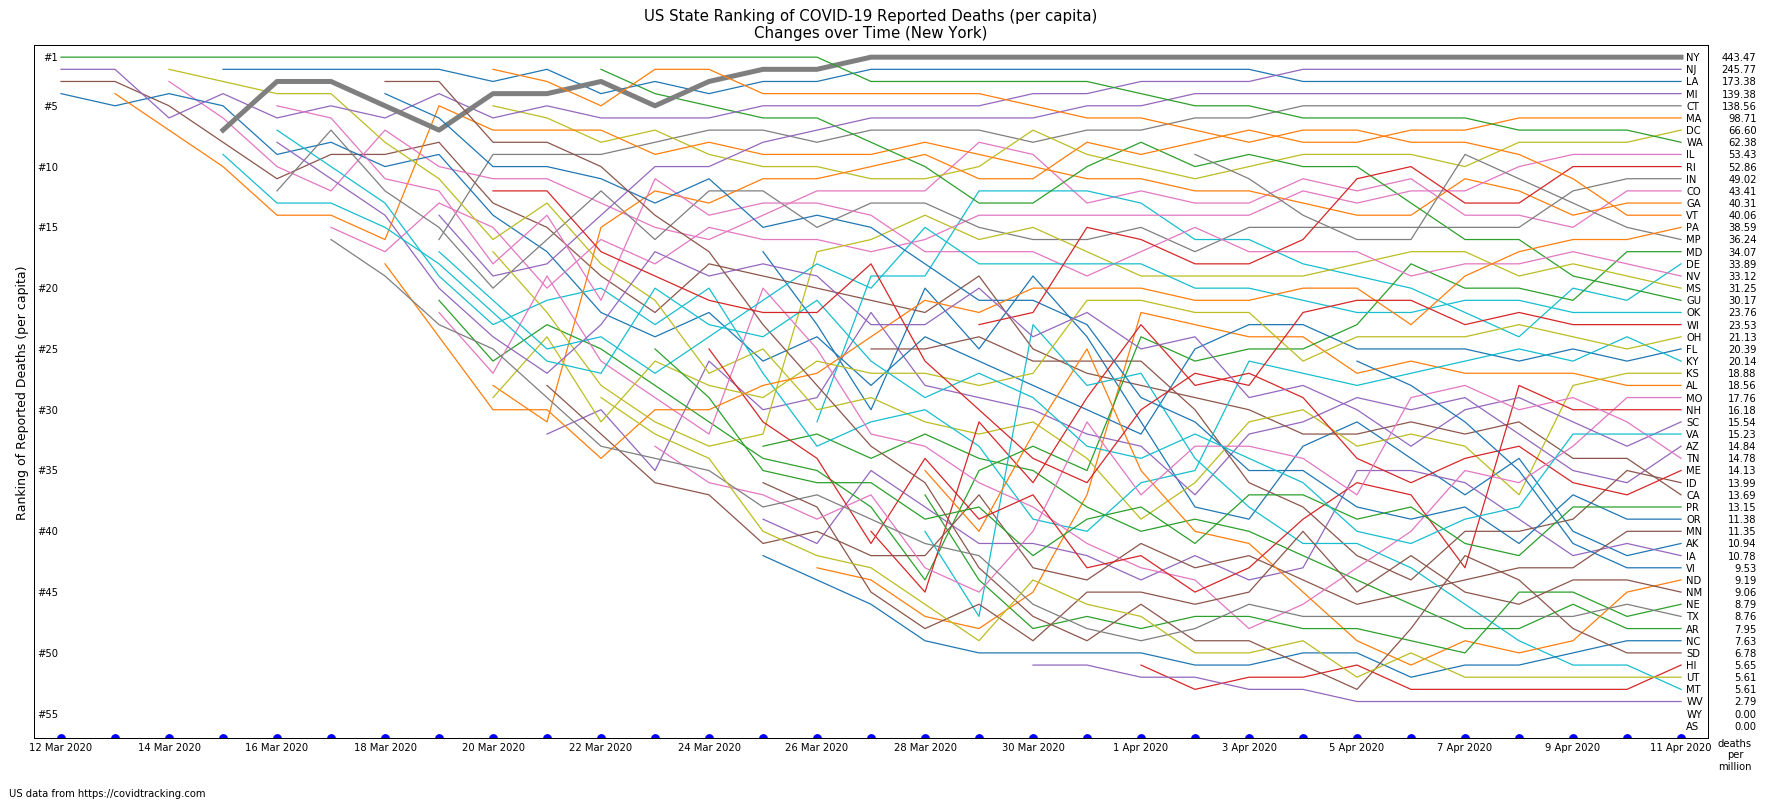 US State Ranking of COVID-19 Reported Deaths (per capita)
Changes over Time (New York)
Ranking of Reported Deaths (per capita)
#1
#5
#10
#15
#20
#25
#30
#35
#40
#45
#50
#55
NY 443.47
NJ 245.77
LA 173.38
MI 139.38
CT 138.56
MA 98.71
DC 66.60
WA 62.38
IL 53.43
RI 52.86
IN 49.02
CO 43.41
GA 40.31
VT 40.06
PA 38.59
MP 36.24
MD 34.07
DE 33.89
NV 33.12
MS 31.25
GU 30.17
OK 23.76
WI 23.53
OH 21.13
FL 20.39
KY 20.14
KS 18.88
AL 18.56
MO 17.76
NH 16.18
SC 15.54
VA 15.23
AZ 14.84
TN 14.78
ME 14.13
ID 13.99
CA 13.69
PR 13.15
OR 11.38
MN 11.35
AK 10.94
IA 10.78
VI 9.53
ND 9.19
NM 9.06
NE 8.79
TX 8.76
AR 7.95
NC 7.63
SD 6.78
HI 5.65
UT 5.61
MT 5.61
WV 2.79
WY 0.00
AS 0.00
12 Mar 2020 14 Mar 2020 16 Mar 2020 18 Mar 2020 20 Mar 2020 22 Mar 2020 24 Mar 2020 26 Mar 2020 28 Mar 2020 30 Mar 2020 1 Apr 2020 3 Apr 2020 5 Apr 2020 7 Apr 2020 9 Apr 2020 11 Apr 2020
deaths
per
million
US data from https://covidtracking.com